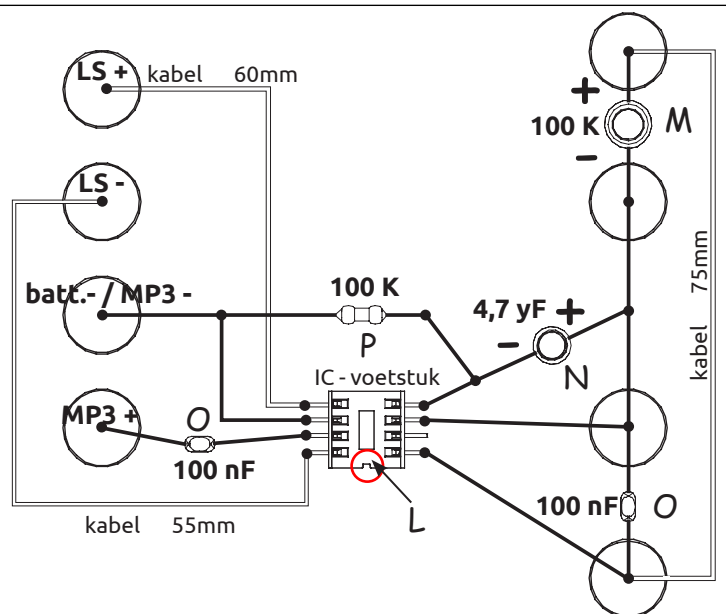 LS +
kabel 60mm
+
100 K
M
-
LS -
batt.- / MP3 -
100 K
P
4,7 yF +
-
N
kabel 75mm
IC - voetstuk
MP3 +
O
100 nF
L
100 nF
O
kabel 55mm